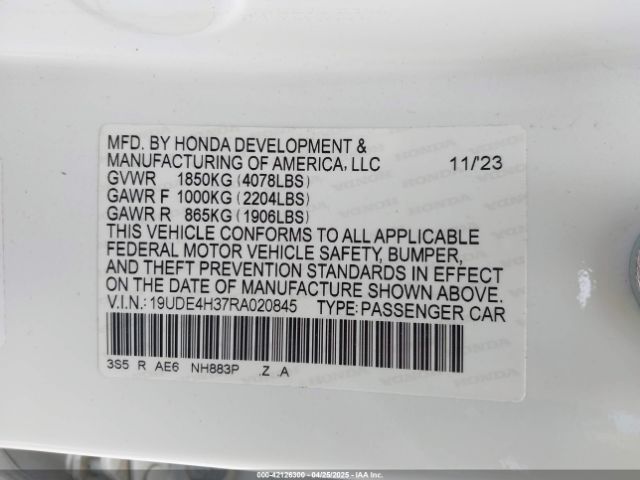 MFD. BY HONDA DEVELOPMENT &
MANUFACTURING OF AMERICA, LLC 11/'23
GVWR 1850KG (4078LBS)
GAWR F 1000KG (2204LBS)
GAWR R 865KG (1906LBS)
THIS VEHICLE CONFORMS TO ALL APPLICABLE
FEDERAL MOTOR VEHICLE SAFETY, BUMPER,
AND THEFT PREVENTION STANDARDS IN EFFECT
ON THE DATE OF MANUFACTURE SHOWN ABOVE.
V.I.N.: 19UDE4H37RA020845 TYPE: PASSENGER CAR
3S5 R AE6 NH883P .Z .A
000-42126300 - 04/25/2025 - IAA Inc.